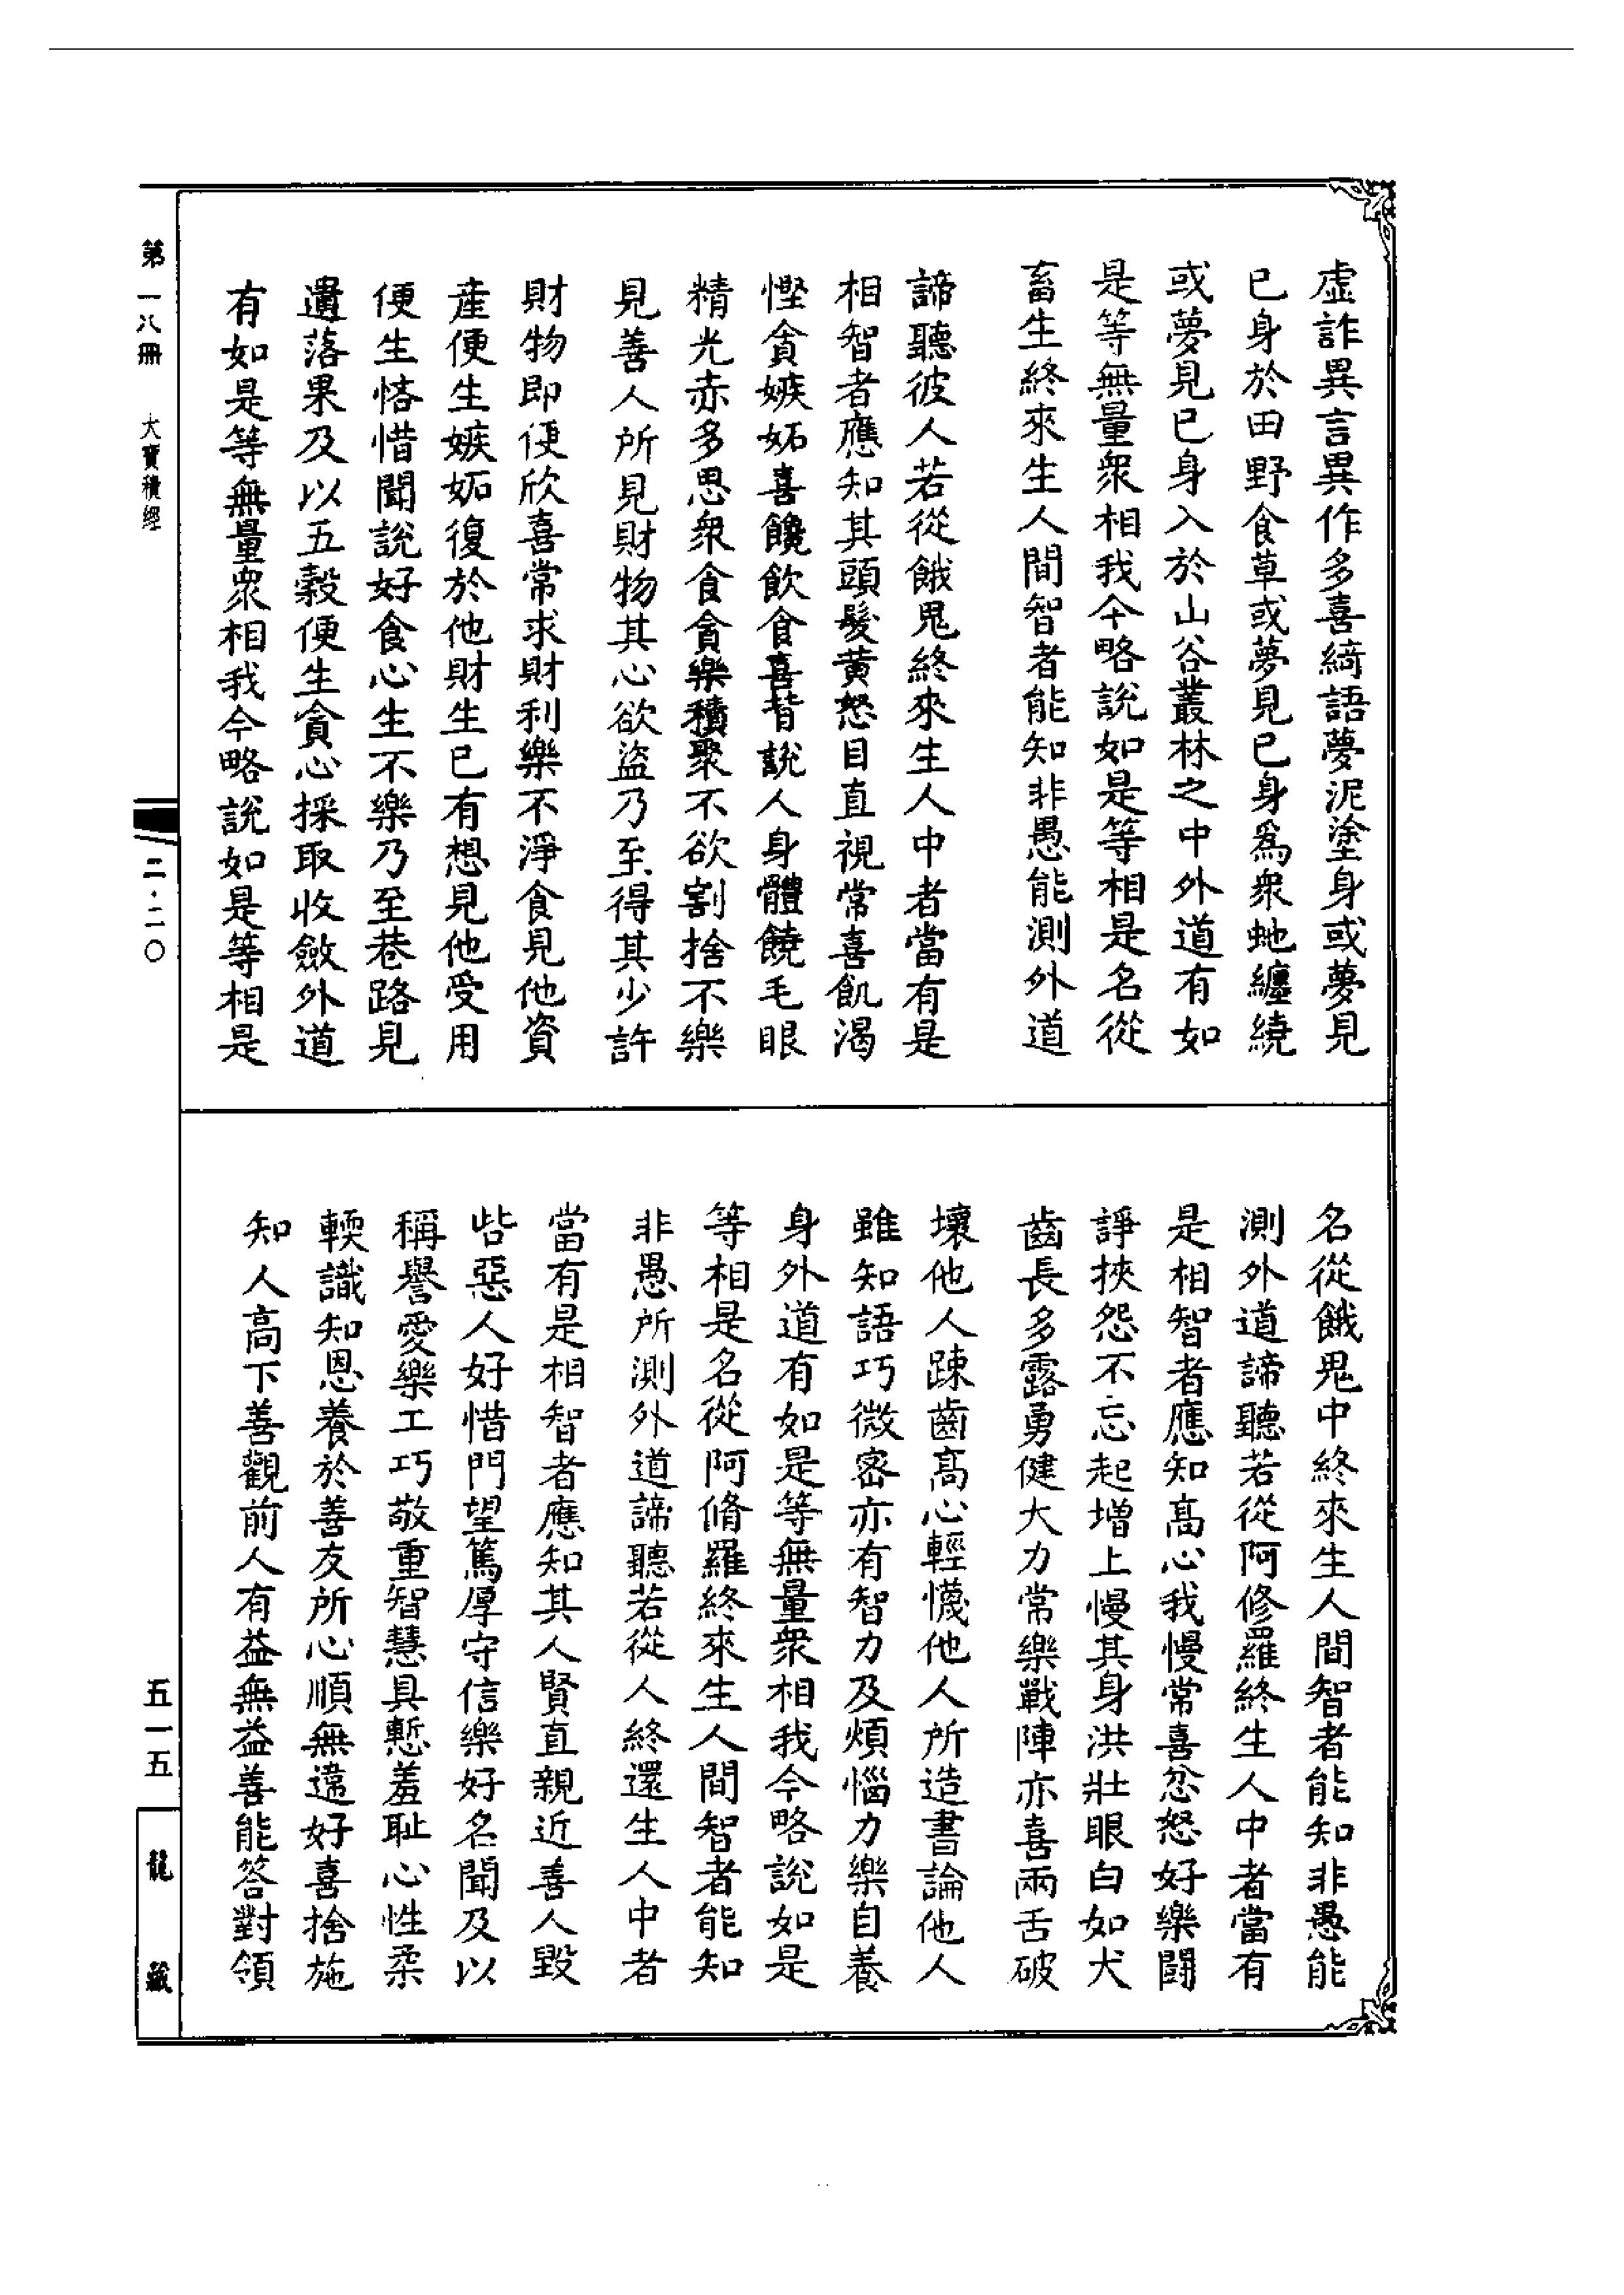 虛詐異言異作多喜綺語夢泥塗身或夢見
已身於田野食草或夢見已身爲衆虵纏繞
或夢見已身入於山谷叢林之中外道有如
是等無量衆相我今略說如是等相是名從
畜生終來生人間智者能知非愚能測外道
諦聽彼人若從餓鬼終來生人中者當有是
相智者應知其頭髮黃怒目直視常喜飢渴
慳貪嫉妬喜饞飲食喜背說人身體饒毛眼
精光赤多思衆食貪樂積聚不欲割捨不樂
見善人所見財物其心欲盜乃至得其少許
財物即便欣喜常求財利樂不淨食見他資
產便生嫉妬復於他財生已有想見他受用
便生悋惜聞說好食心生不樂乃至巷路見
遺落果及以五穀便生貪心採取收斂外道
有如是等無量衆相我今略說如是等相是
名從餓鬼中終來生人間智者能知非愚能
測外道諦聽若從阿修羅終生人中者當有
是相智者應知高心我慢常喜忿怒好樂鬪
諍挾怨不忘起增上慢其身洪壯眼白如犬
齒長多露勇健大力常樂戰陣亦喜兩舌破
壞他人踈齒高心輕懱他人所造書論他人
雖知語巧微密亦有智力及煩惱力樂自養
身外道有如是等無量衆相我今略說如是
等相是名從阿脩羅終來生人間智者能知
非愚所測外道諦聽若從人終還生人中者
當有是相智者應知其人賢直親近善人毀
呰惡人好惜門望篤厚守信樂好名聞及以
稱譽愛樂工巧敬重智慧具慙羞恥心性柔
輭識知恩養於善友所心順無違好喜捨施
知人高下善觀前人有益無益善能答對領
第一八冊 大寶積經 二·二〇 五一五 龍藏